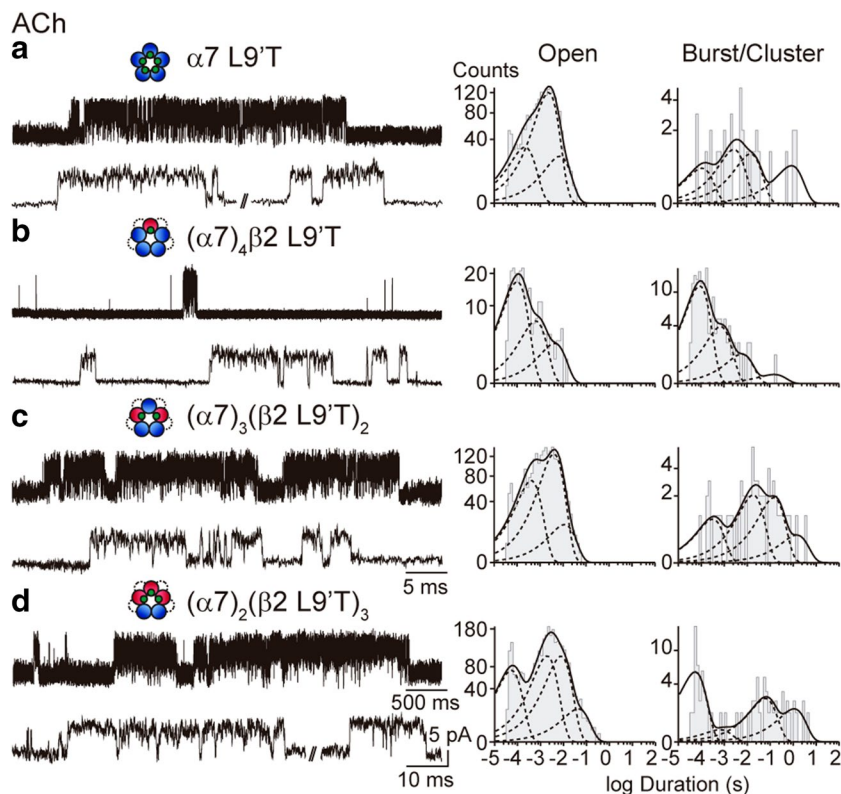 ACh
a α7 L9'T Open Burst/Cluster
Counts
120
80
40
0
4
2
0
b (α7)₄β2 L9'T
20
10
0
10
4
0
c (α7)₃(β2 L9'T)₂
120
80
40
0
4
2
0
5 ms
d (α7)₂(β2 L9'T)₃
180
80
40
0
10
4
0
500 ms
5 pA
10 ms
-5 -4 -3 -2 -1 0 1 2
-5 -4 -3 -2 -1 0 1 2
log Duration (s)